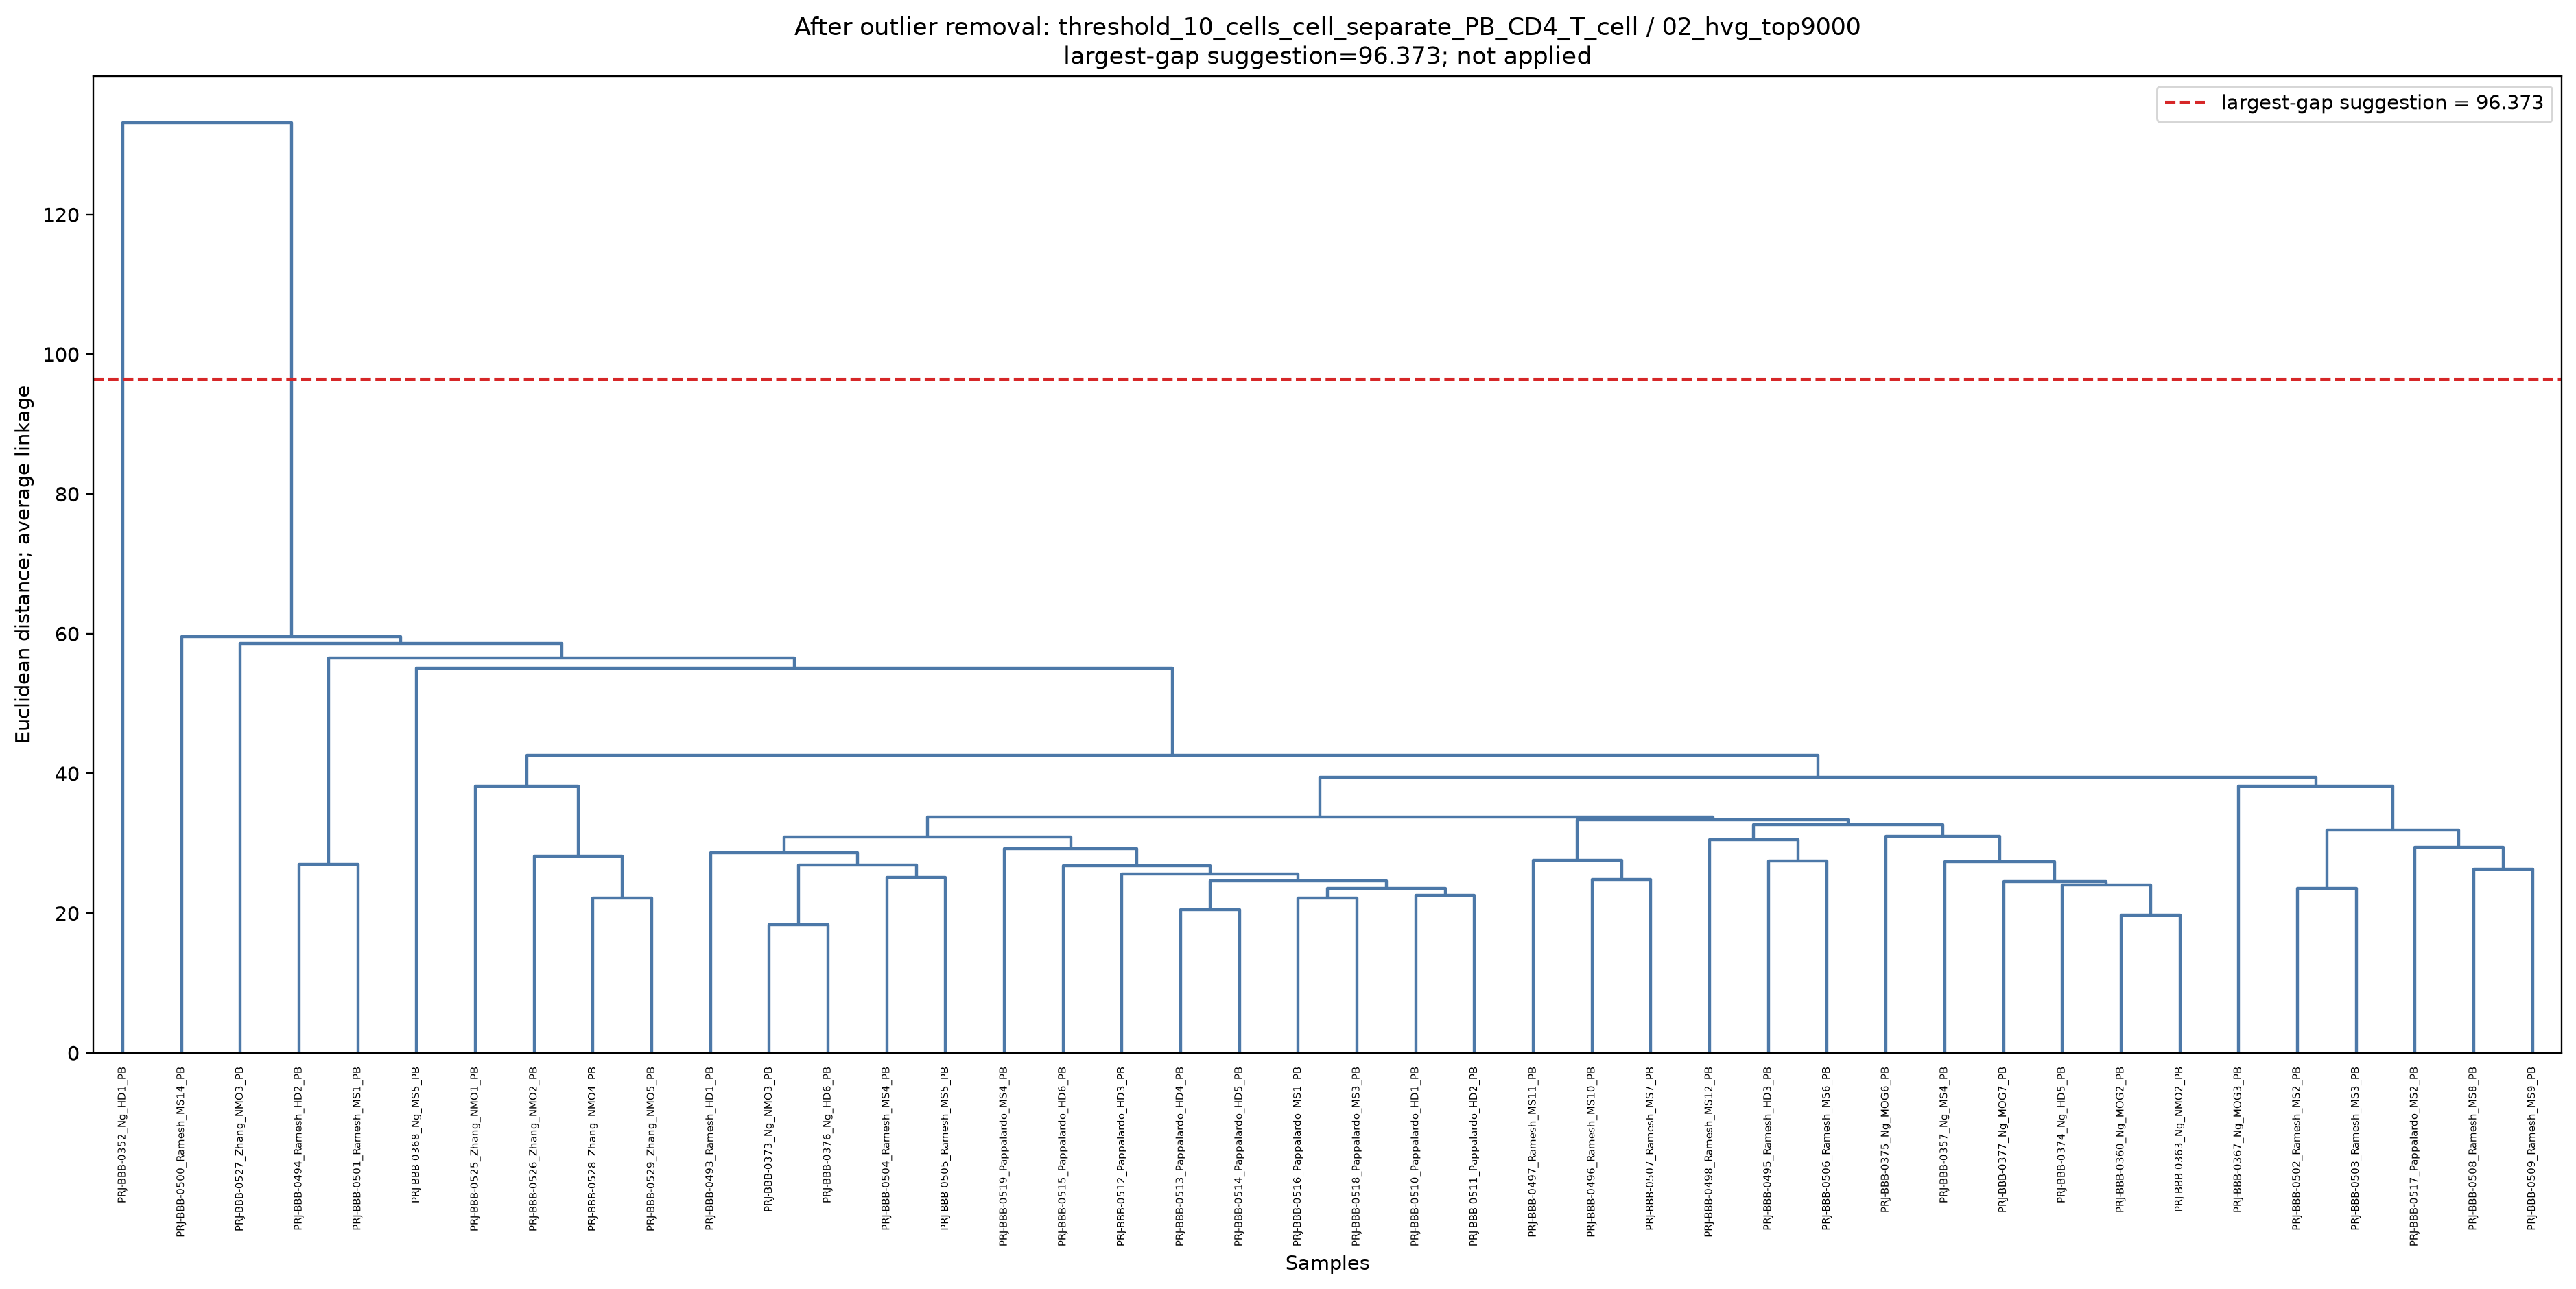 After outlier removal: threshold_10_cells_cell_separate_PB_CD4_T_cell / 02_hvg_top9000
largest-gap suggestion=96.373; not applied
largest-gap suggestion = 96.373
Euclidean distance; average linkage
120
100
80
60
40
20
0
PRJ-BBB-0352_Ng_HD1_PB
PRJ-BBB-0500_Ramesh_MS14_PB
PRJ-BBB-0527_Zhang_NMO3_PB
PRJ-BBB-0494_Ramesh_HD2_PB
PRJ-BBB-0501_Ramesh_MS1_PB
PRJ-BBB-0368_Ng_MS5_PB
PRJ-BBB-0525_Zhang_NMO1_PB
PRJ-BBB-0526_Zhang_NMO2_PB
PRJ-BBB-0528_Zhang_NMO4_PB
PRJ-BBB-0529_Zhang_NMO5_PB
PRJ-BBB-0493_Ramesh_HD1_PB
PRJ-BBB-0373_Ng_NMO3_PB
PRJ-BBB-0376_Ng_HD6_PB
PRJ-BBB-0504_Ramesh_MS4_PB
PRJ-BBB-0505_Ramesh_MS5_PB
PRJ-BBB-0519_Pappalardo_MS4_PB
PRJ-BBB-0515_Pappalardo_HD6_PB
PRJ-BBB-0512_Pappalardo_HD3_PB
PRJ-BBB-0513_Pappalardo_HD4_PB
PRJ-BBB-0514_Pappalardo_HD5_PB
PRJ-BBB-0516_Pappalardo_MS1_PB
PRJ-BBB-0518_Pappalardo_MS3_PB
PRJ-BBB-0510_Pappalardo_HD1_PB
PRJ-BBB-0511_Pappalardo_HD2_PB
PRJ-BBB-0497_Ramesh_MS11_PB
PRJ-BBB-0496_Ramesh_MS10_PB
PRJ-BBB-0507_Ramesh_MS7_PB
PRJ-BBB-0498_Ramesh_MS12_PB
PRJ-BBB-0495_Ramesh_HD3_PB
PRJ-BBB-0506_Ramesh_MS6_PB
PRJ-BBB-0375_Ng_MOG6_PB
PRJ-BBB-0357_Ng_MS4_PB
PRJ-BBB-0377_Ng_MOG7_PB
PRJ-BBB-0374_Ng_HD5_PB
PRJ-BBB-0360_Ng_MOG2_PB
PRJ-BBB-0363_Ng_NMO2_PB
PRJ-BBB-0367_Ng_MOG3_PB
PRJ-BBB-0502_Ramesh_MS2_PB
PRJ-BBB-0503_Ramesh_MS3_PB
PRJ-BBB-0517_Pappalardo_MS2_PB
PRJ-BBB-0508_Ramesh_MS8_PB
PRJ-BBB-0509_Ramesh_MS9_PB
Samples